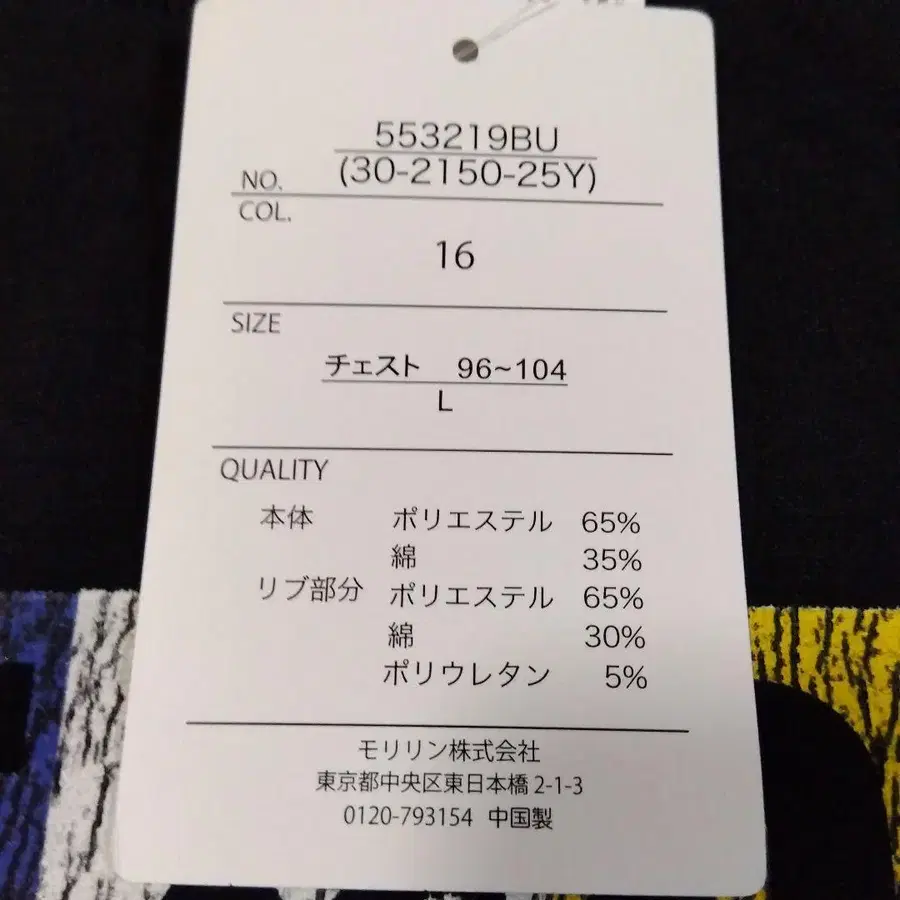 553219BU
NO. (30-2150-25Y)
COL.
16
SIZE
チェスト 96~104
L
QUALITY
本体 ポリエステル 65%
綿 35%
リブ部分 ポリエステル 65%
綿 30%
ポリウレタン 5%
モリリン株式会社
東京都中央区東日本橋2-1-3
0120-793154 中国製